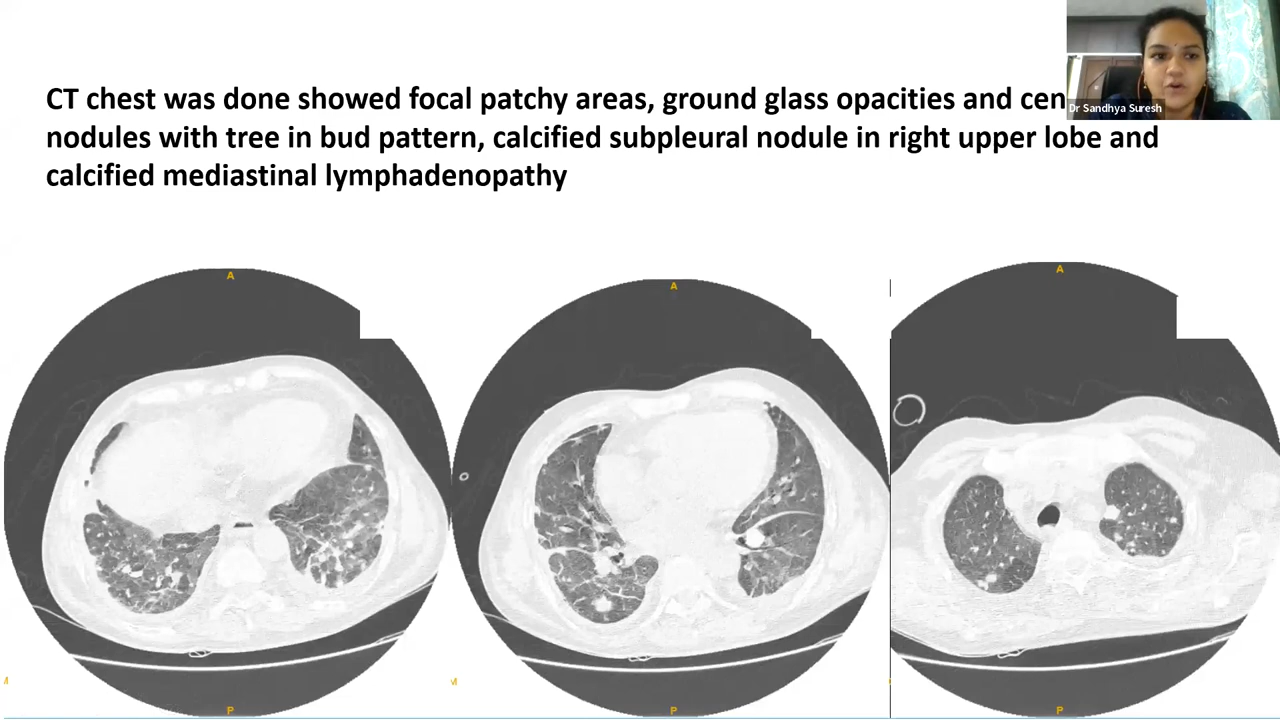 CT chest was done showed focal patchy areas, ground glass opacities and
nodules with tree in bud pattern, calcified subpleural nodule in right upper lobe and
calcified mediastinal lymphadenopathy
Dr Sandhya Suresh
A
A
A
M
M
P
P
P